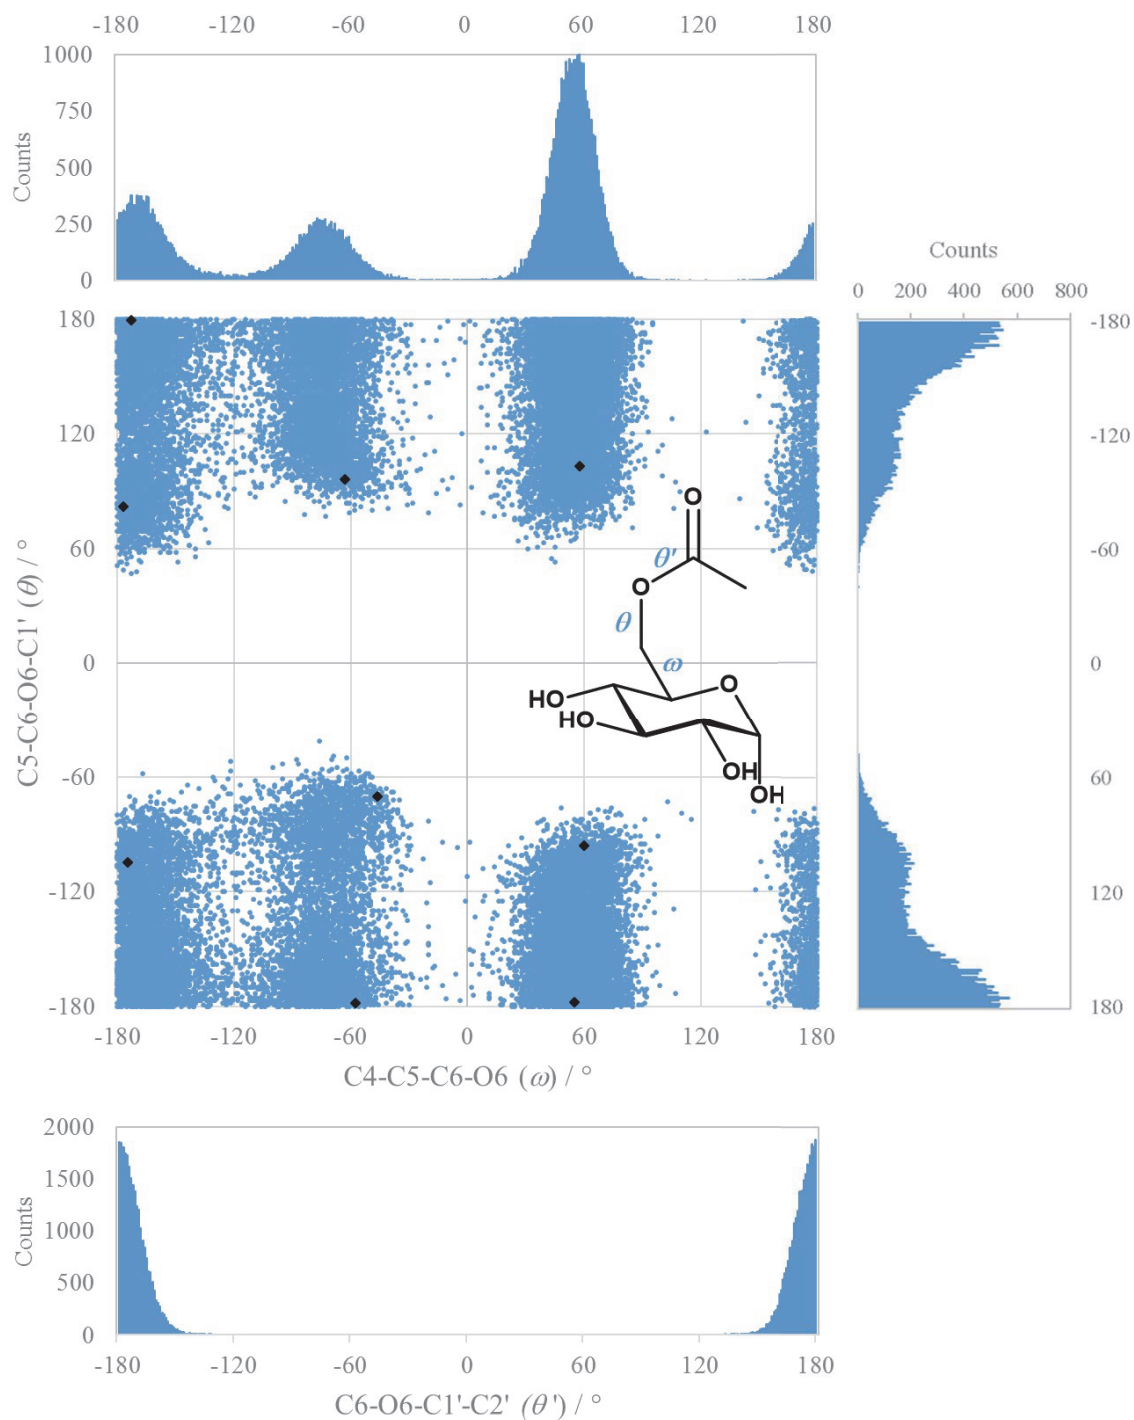 -180 -120 -60 0 60 120 180
1000
750
500
250
0
Counts
Counts
0 200 400 600 800
180
120
60
0
-60
-120
-180
C5-C6-O6-C1' (θ) / °
-180
-120
-60
0
60
120
180
O
θ'
O
θ
ω
O
HO
HO
OH
OH
-180 -120 -60 0 60 120 180
C4-C5-C6-O6 (ω) / °
2000
1500
1000
500
0
Counts
-180 -120 -60 0 60 120 180
C6-O6-C1'-C2' (θ') / °